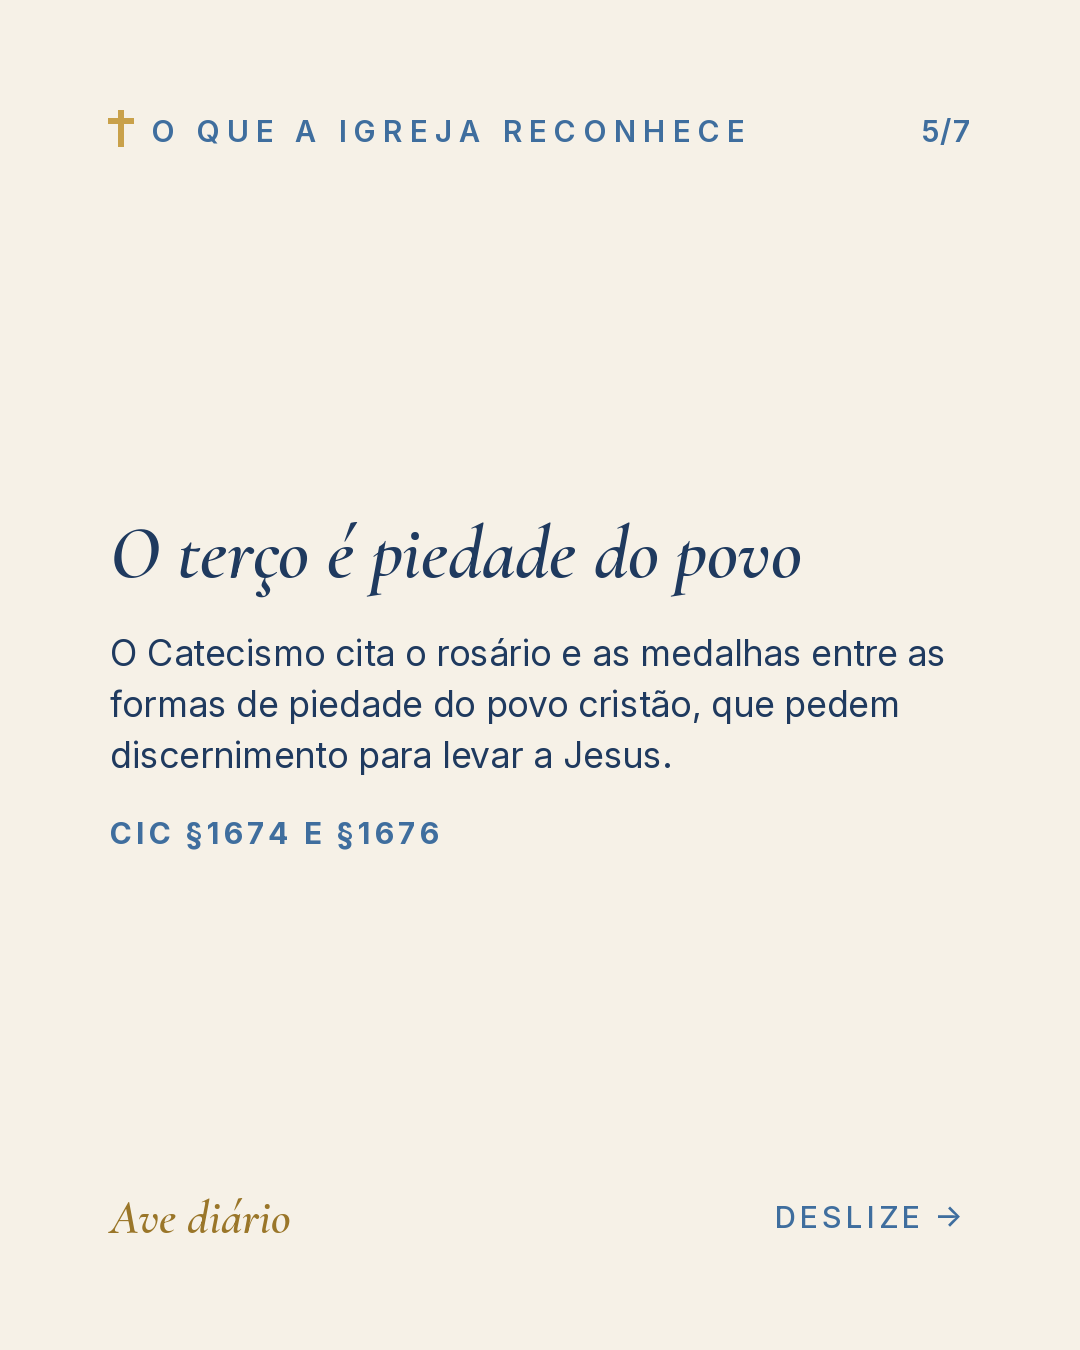 O QUE A IGREJA RECONHECE
5/7
O terço é piedade do povo
O Catecismo cita o rosário e as medalhas entre as
formas de piedade do povo cristão, que pedem
discernimento para levar a Jesus.
CIC §1674 E §1676
Ave diário
DESLIZE →